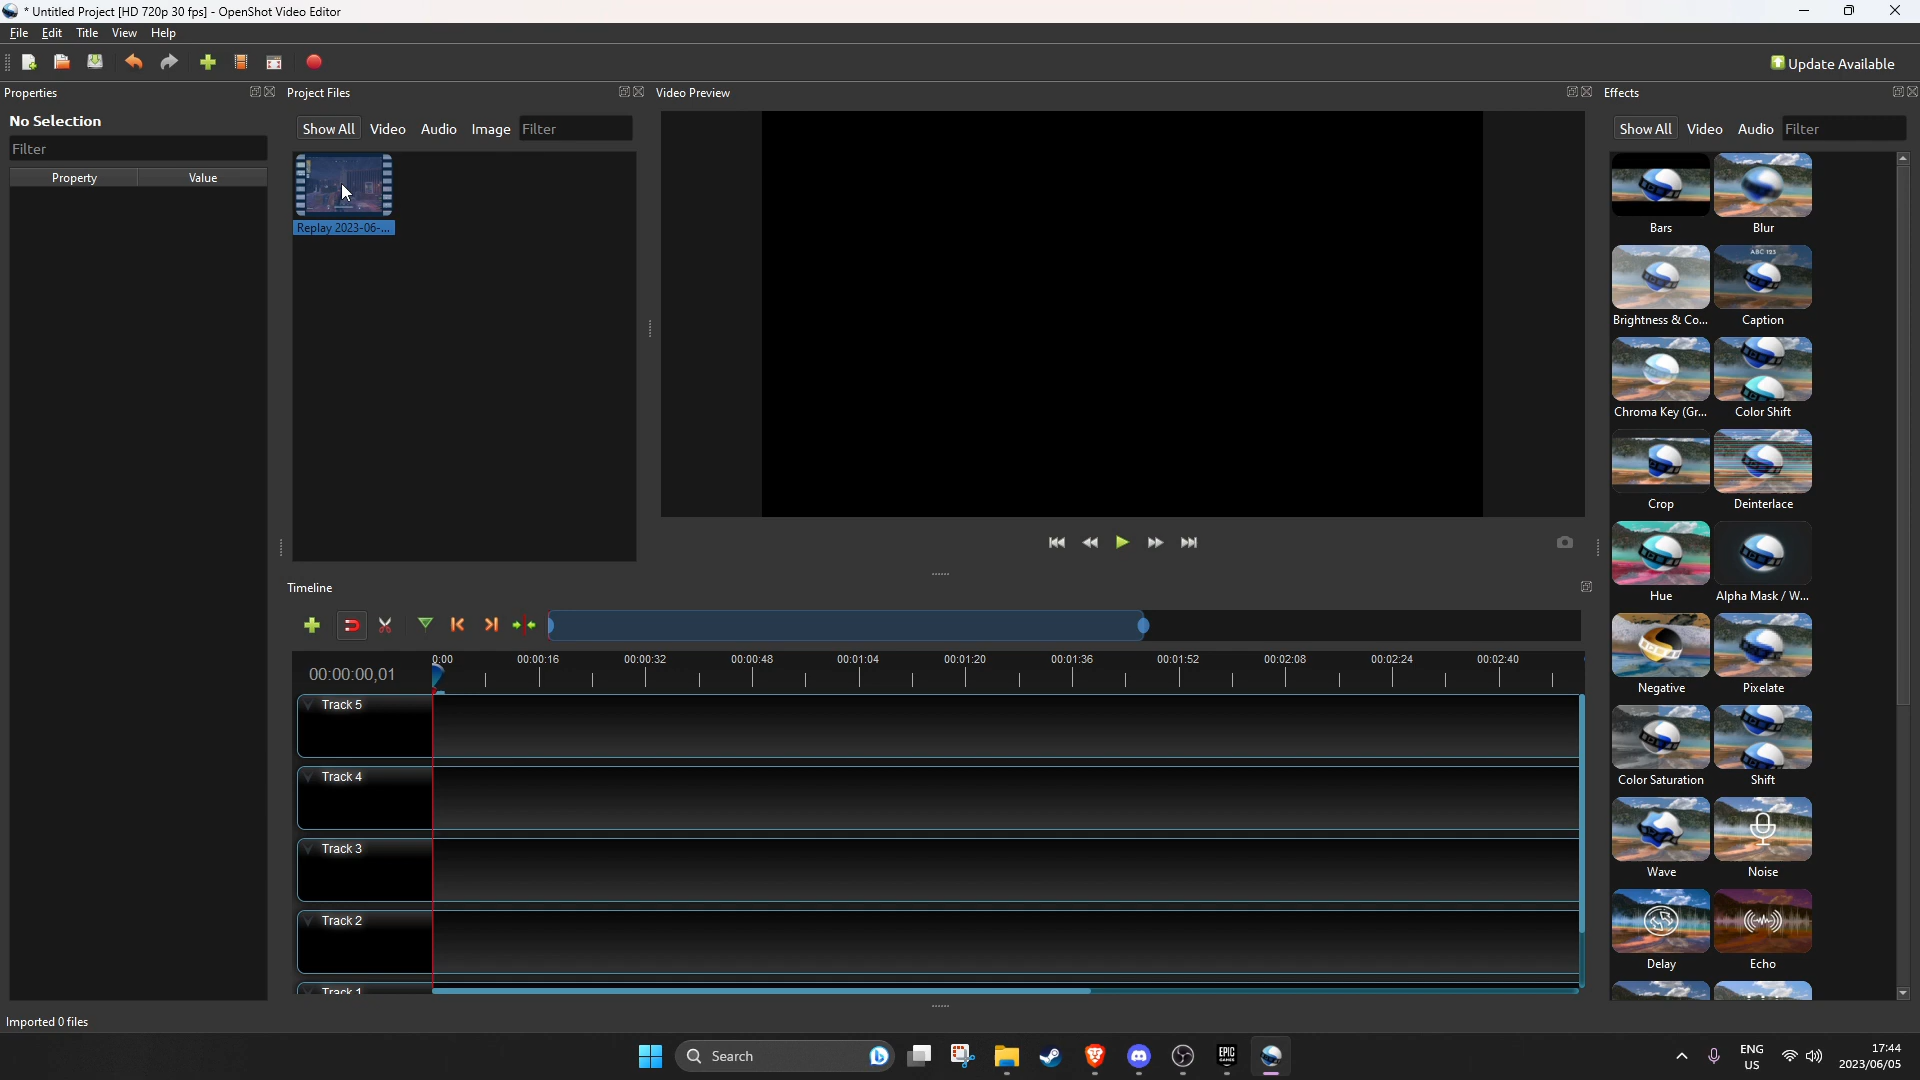 * Untitled Project [HD 720p 30 fps] - OpenShot Video Editor
File Edit Title View Help
Update Available
Properties
Project Files
Video Preview
Effects
No Selection
Filter
Property Value
Show All Video Audio Image Filter
Replay 2023-06-...
Show All Video Audio Filter
Bars Blur
ABC 123
Brightness & Co... Caption
Chroma Key (Gr... Color Shift
Crop Deinterlace
Hue Alpha Mask / W...
Negative Pixelate
Color Saturation Shift
Wave Noise
Delay Echo
Timeline
00:00:00,01
0:00 00:00:16 00:00:32 00:00:48 00:01:04 00:01:20 00:01:36 00:01:52 00:02:08 00:02:24 00:02:40
Track 5
Track 4
Track 3
Track 2
Track 1
Imported 0 files
Search
EPIC GAMES
ENG US
17:44
2023/06/05